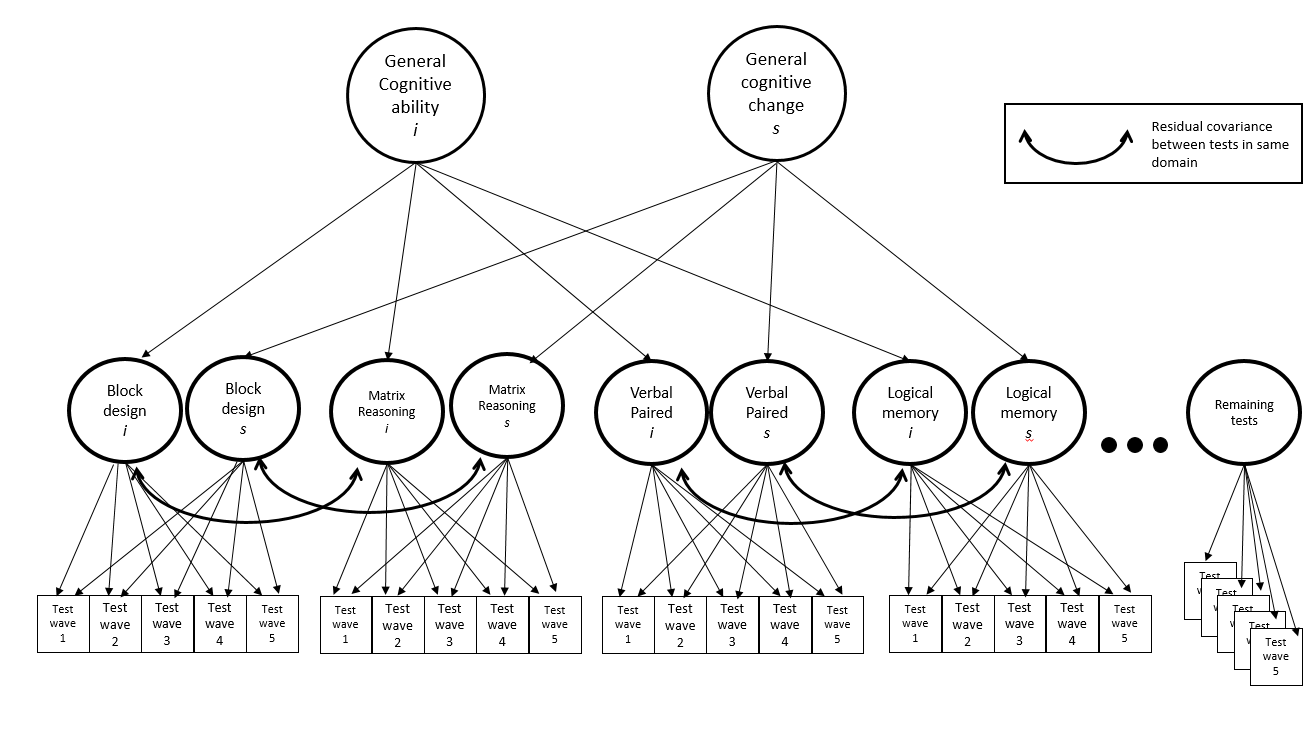 General
Cognitive
ability
i
General
cognitive
change
s
Residual covariance
between tests in same
domain
Block
design
i
Block
design
s
Matrix
Reasoning
i
Matrix
Reasoning
s
Verbal
Paired
i
Verbal
Paired
s
Logical
memory
i
Logical
memory
s
Remaining
tests
Test
wave
1
Test
wave
2
Test
wave
3
Test
wave
4
Test
wave
5
Test
wave
1
Test
wave
2
Test
wave
3
Test
wave
4
Test
wave
5
Test
wave
1
Test
wave
2
Test
wave
3
Test
wave
4
Test
wave
5
Test
wave
1
Test
wave
2
Test
wave
3
Test
wave
4
Test
wave
5
Test
Test
Test
Test
Test
wave
5